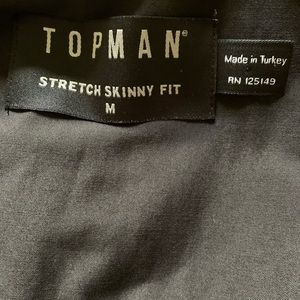 TOPMAN®
STRETCH SKINNY FIT
M
Made in Turkey
RN 125149